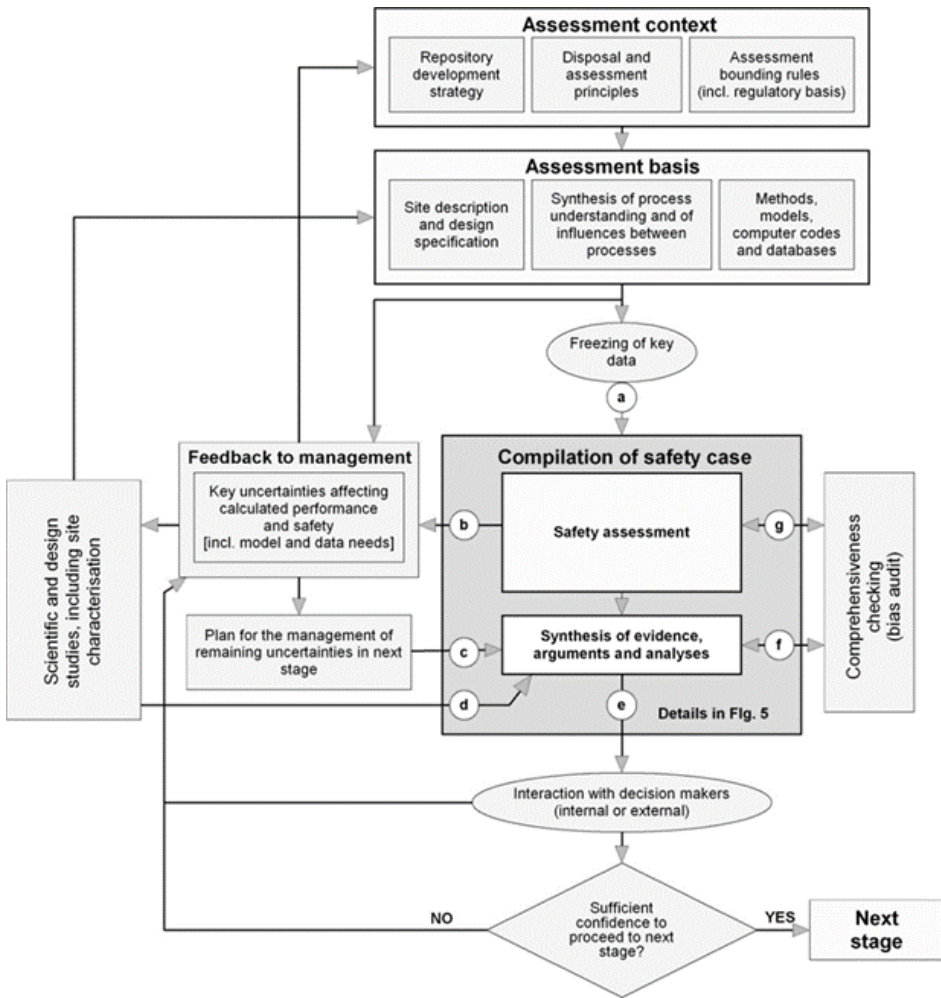 Assessment context
Repository
development
strategy
Disposal and
assessment
principles
Assessment
bounding rules
(incl. regulatory basis)
Assessment basis
Site description
and design
specification
Synthesis of process
understanding and of
influences between
processes
Methods,
models,
computer codes
and databases
Freezing of key
data
a
Feedback to management
Key uncertainties affecting
calculated performance
and safety
[incl. model and data needs]
Compilation of safety case
Safety assessment
b
g
Scientific and design
studies, including site
characterisation
Comprehensiveness
checking
(bias audit)
Plan for the management of
remaining uncertainties in next
stage
c
Synthesis of evidence,
arguments and analyses
f
d
e
Details in FIg. 5
Interaction with decision makers
(internal or external)
Sufficient
confidence to
proceed to next
stage?
NO
YES
Next
stage